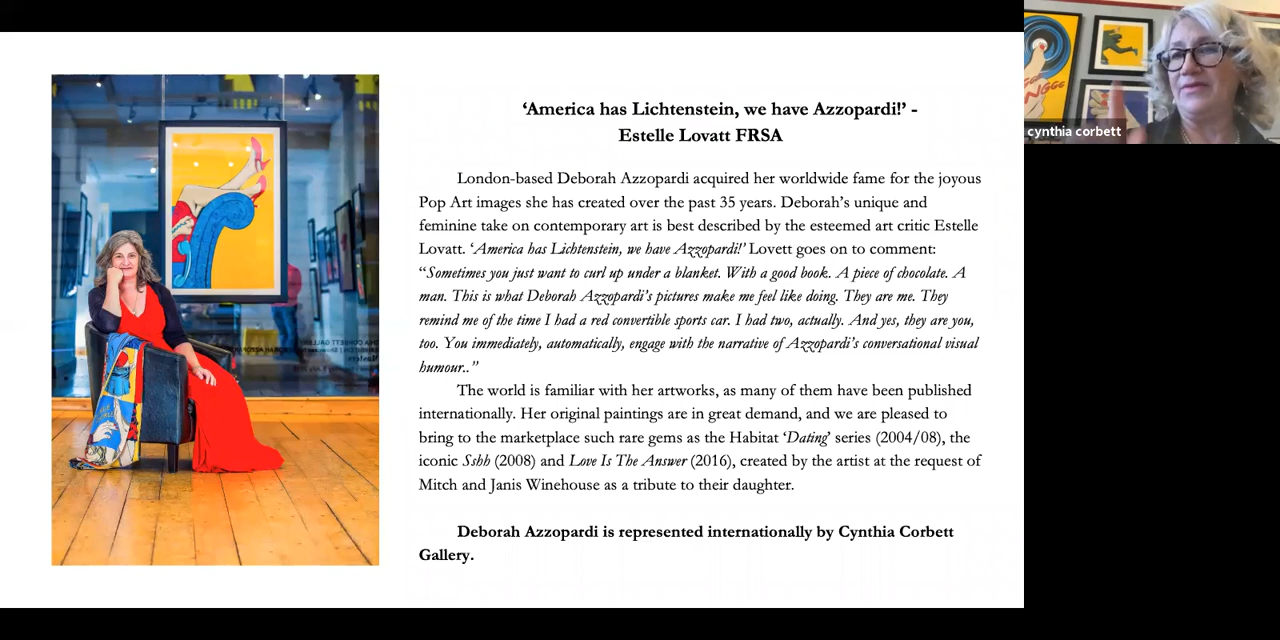 ‘America has Lichtenstein, we have Azzopardi!’ -
Estelle Lovatt FRSA
London-based Deborah Azzopardi acquired her worldwide fame for the joyous
Pop Art images she has created over the past 35 years. Deborah’s unique and
feminine take on contemporary art is best described by the esteemed art critic Estelle
Lovatt. ‘America has Lichtenstein, we have Azzopardi!’ Lovett goes on to comment:
“Sometimes you just want to curl up under a blanket. With a good book. A piece of chocolate. A
man. This is what Deborah Azzopardi’s pictures make me feel like doing. They are me. They
remind me of the time I had a red convertible sports car. I had two, actually. And yes, they are you,
too. You immediately, automatically, engage with the narrative of Azzopardi’s conversational visual
humour..”
The world is familiar with her artworks, as many of them have been published
internationally. Her original paintings are in great demand, and we are pleased to
bring to the marketplace such rare gems as the Habitat ‘Dating’ series (2004/08), the
iconic Sshh (2008) and Love Is The Answer (2016), created by the artist at the request of
Mitch and Janis Winehouse as a tribute to their daughter.
Deborah Azzopardi is represented internationally by Cynthia Corbett
Gallery.
cynthia corbett